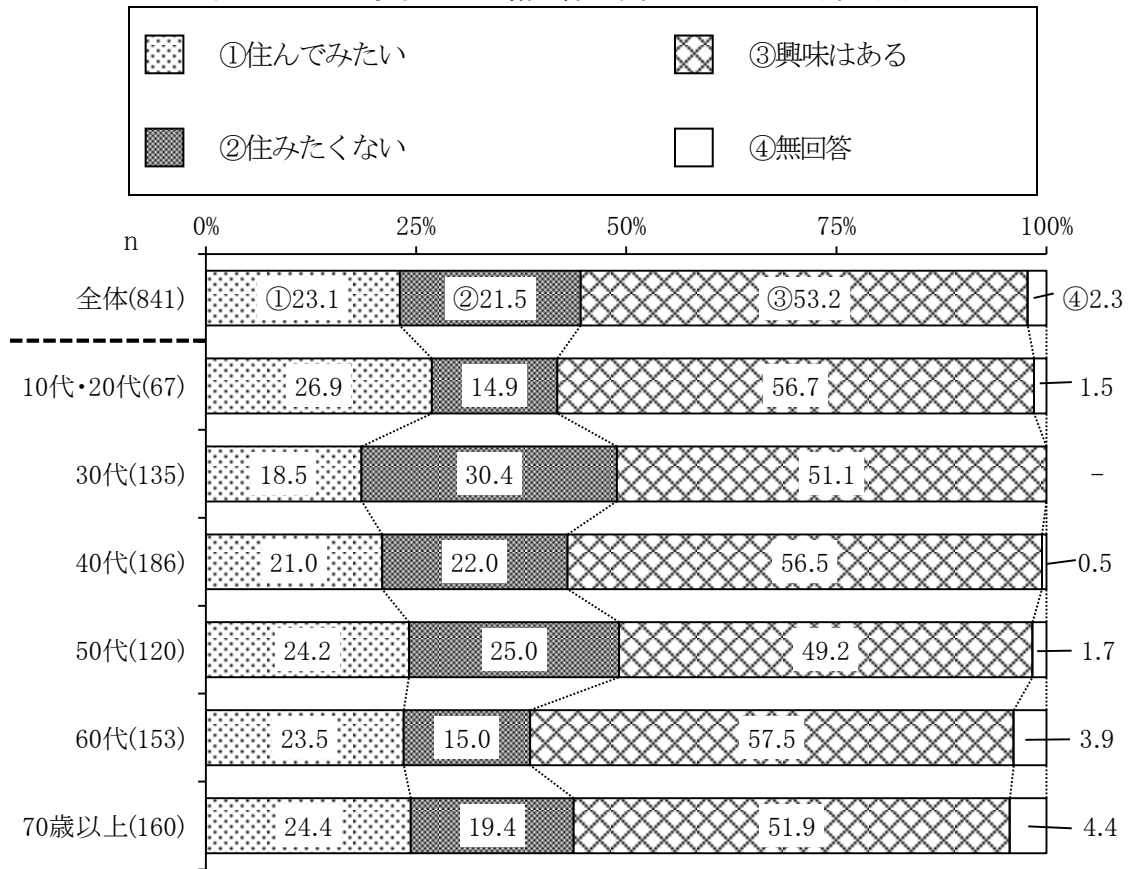 ①住んでみたい ③興味はある
②住みたくない ④無回答
0% 25% 50% 75% 100%
n
全体(841) ①23.1 ②21.5 ③53.2 ④2.3
10代・20代(67) 26.9 14.9 56.7 1.5
30代(135) 18.5 30.4 51.1 -
40代(186) 21.0 22.0 56.5 0.5
50代(120) 24.2 25.0 49.2 1.7
60代(153) 23.5 15.0 57.5 3.9
70歳以上(160) 24.4 19.4 51.9 4.4